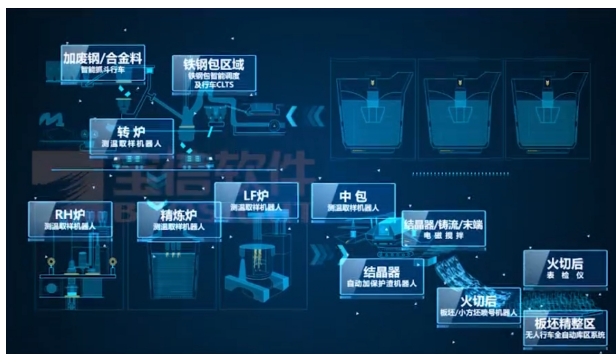 加废钢/合金料
智能抓斗行车
铁钢包区域
铁钢包智能调度
及行车CLTS
转炉
测温取样机器人
宝信软件
LF炉
测温取样机器人
中包
测温取样机器人
RH炉
测温取样机器人
精炼炉
测温取样机器人
结晶器/铸流/末端
电磁搅拌
结晶器
自动加保护渣机器人
火切后
表检仪
火切后
板坯/小方坯喷号机器人
板坯精整区
无人行车全自动库区系统